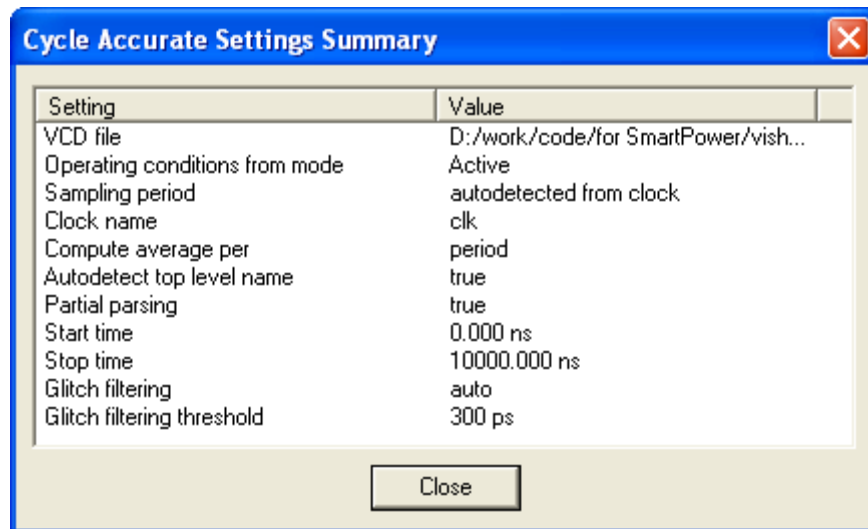 Cycle Accurate Settings Summary
Setting Value
VCD file D:/work/code/for SmartPower/vish...
Operating conditions from mode Active
Sampling period autodetected from clock
Clock name clk
Compute average per period
Autodetect top level name true
Partial parsing true
Start time 0.000 ns
Stop time 10000.000 ns
Glitch filtering auto
Glitch filtering threshold 300 ps
Close